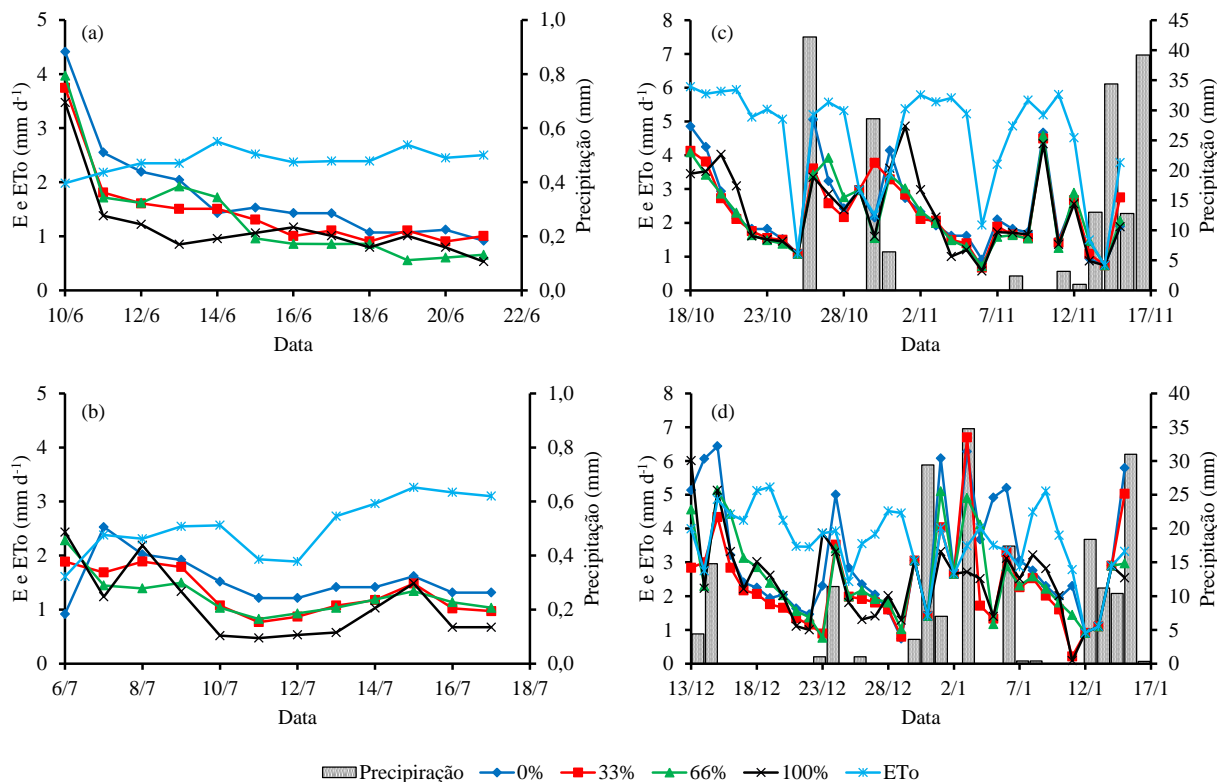 (a)
E e ETo (mm d-1)
5
4
3
2
1
0
1,0
0,8
0,6
0,4
0,2
0,0
Precipitação (mm)
10/6 12/6 14/6 16/6 18/6 20/6 22/6
Data
(c)
E e ETo (mm d-1)
8
7
6
5
4
3
2
1
0
45
40
35
30
25
20
15
10
5
0
Precipitação (mm)
18/10 23/10 28/10 2/11 7/11 12/11 17/11
Data
(b)
E e ETo (mm d-1)
5
4
3
2
1
0
1,0
0,8
0,6
0,4
0,2
0,0
Precipitação (mm)
6/7 8/7 10/7 12/7 14/7 16/7 18/7
Data
(d)
E e ETo (mm d-1)
8
7
6
5
4
3
2
1
0
40
35
30
25
20
15
10
5
0
Precipitação (mm)
13/12 18/12 23/12 28/12 2/1 7/1 12/1 17/1
Data
Precipiração 0% 33% 66% 100% ETo